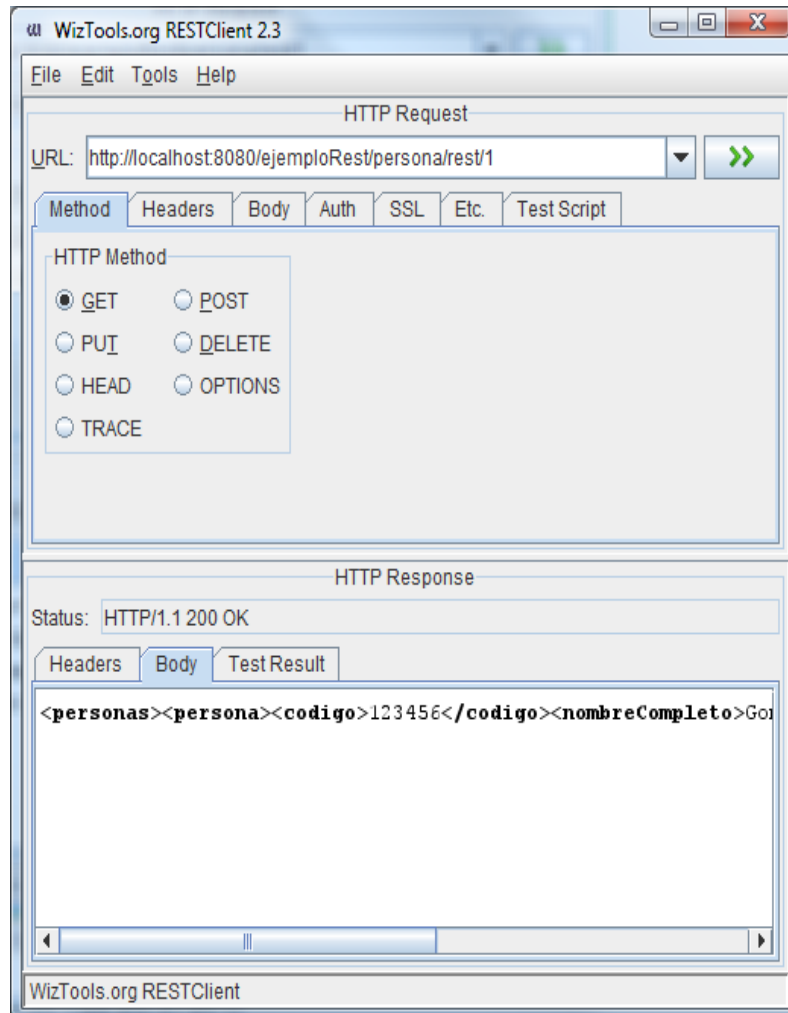 WizTools.org RESTClient 2.3
File Edit Tools Help
HTTP Request
URL: http://localhost:8080/ejemploRest/persona/rest/1
Method Headers Body Auth SSL Etc. Test Script
HTTP Method
GET POST
PUT DELETE
HEAD OPTIONS
TRACE
HTTP Response
Status: HTTP/1.1 200 OK
Headers Body Test Result
<personas><persona><codigo>123456</codigo><nombreCompleto>
WizTools.org RESTClient